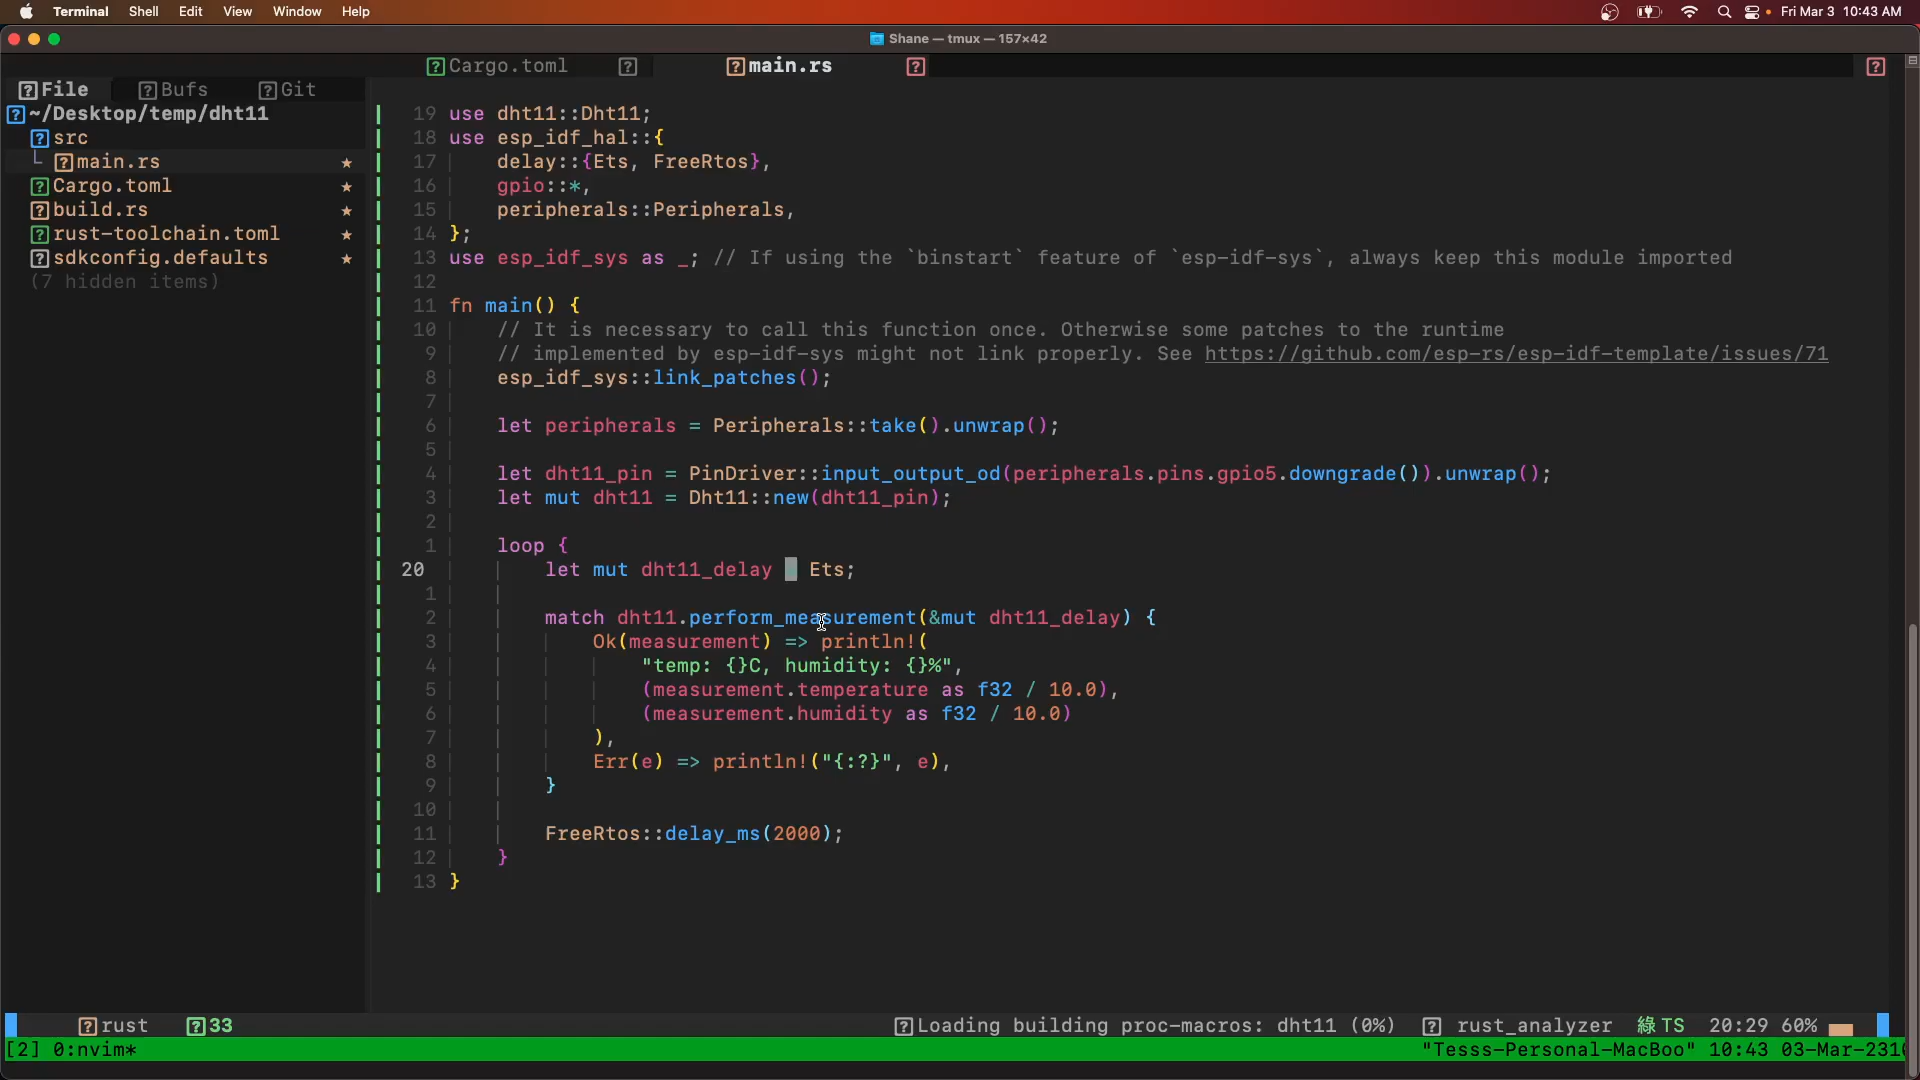 Terminal Shell Edit View Window Help Fri Mar 3 10:43 AM
Shane — tmux — 157×42
Cargo.toml main.rs
File Bufs Git
~/Desktop/temp/dht11
src
main.rs ★
Cargo.toml ★
build.rs ★
rust-toolchain.toml ★
sdkconfig.defaults ★
(7 hidden items)
19 use dht11::Dht11;
18 use esp_idf_hal::{
17 delay::{Ets, FreeRtos},
16 gpio::*,
15 peripherals::Peripherals,
14 };
13 use esp_idf_sys as _; // If using the `binstart` feature of `esp-idf-sys`, always keep this module imported
12
11 fn main() {
10 // It is necessary to call this function once. Otherwise some patches to the runtime
9 // implemented by esp-idf-sys might not link properly. See https://github.com/esp-rs/esp-idf-template/issues/71
8 esp_idf_sys::link_patches();
7
6 let peripherals = Peripherals::take().unwrap();
5
4 let dht11_pin = PinDriver::input_output_od(peripherals.pins.gpio5.downgrade()).unwrap();
3 let mut dht11 = Dht11::new(dht11_pin);
2
1 loop {
20 let mut dht11_delay = Ets;
1
2 match dht11.perform_measurement(&mut dht11_delay) {
3 Ok(measurement) => println!(
4 "temp: {}C, humidity: {}%",
5 (measurement.temperature as f32 / 10.0),
6 (measurement.humidity as f32 / 10.0)
7 ),
8 Err(e) => println!("{:?}", e),
9 }
10
11 FreeRtos::delay_ms(2000);
12 }
13 }
rust 33 Loading building proc-macros: dht11 (0%) rust_analyzer 綠 TS 20:29 60%
[2] 0:nvim* "Tesss-Personal-MacBoo" 10:43 03-Mar-23